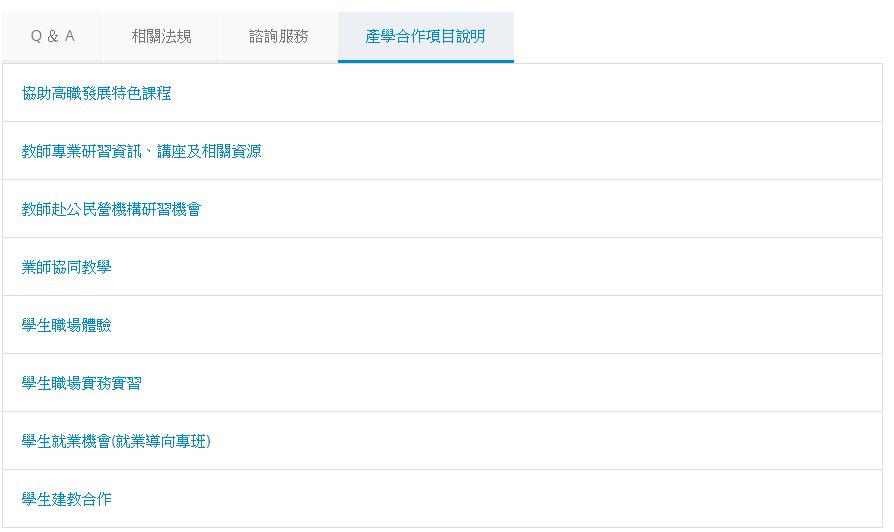 Q & A
相關法規
諮詢服務
產學合作項目說明
協助高職發展特色課程
教師專業研習資訊、講座及相關資源
教師赴公民營機構研習機會
業師協同教學
學生職場體驗
學生職場實務實習
學生就業機會(就業導向專班)
學生建教合作